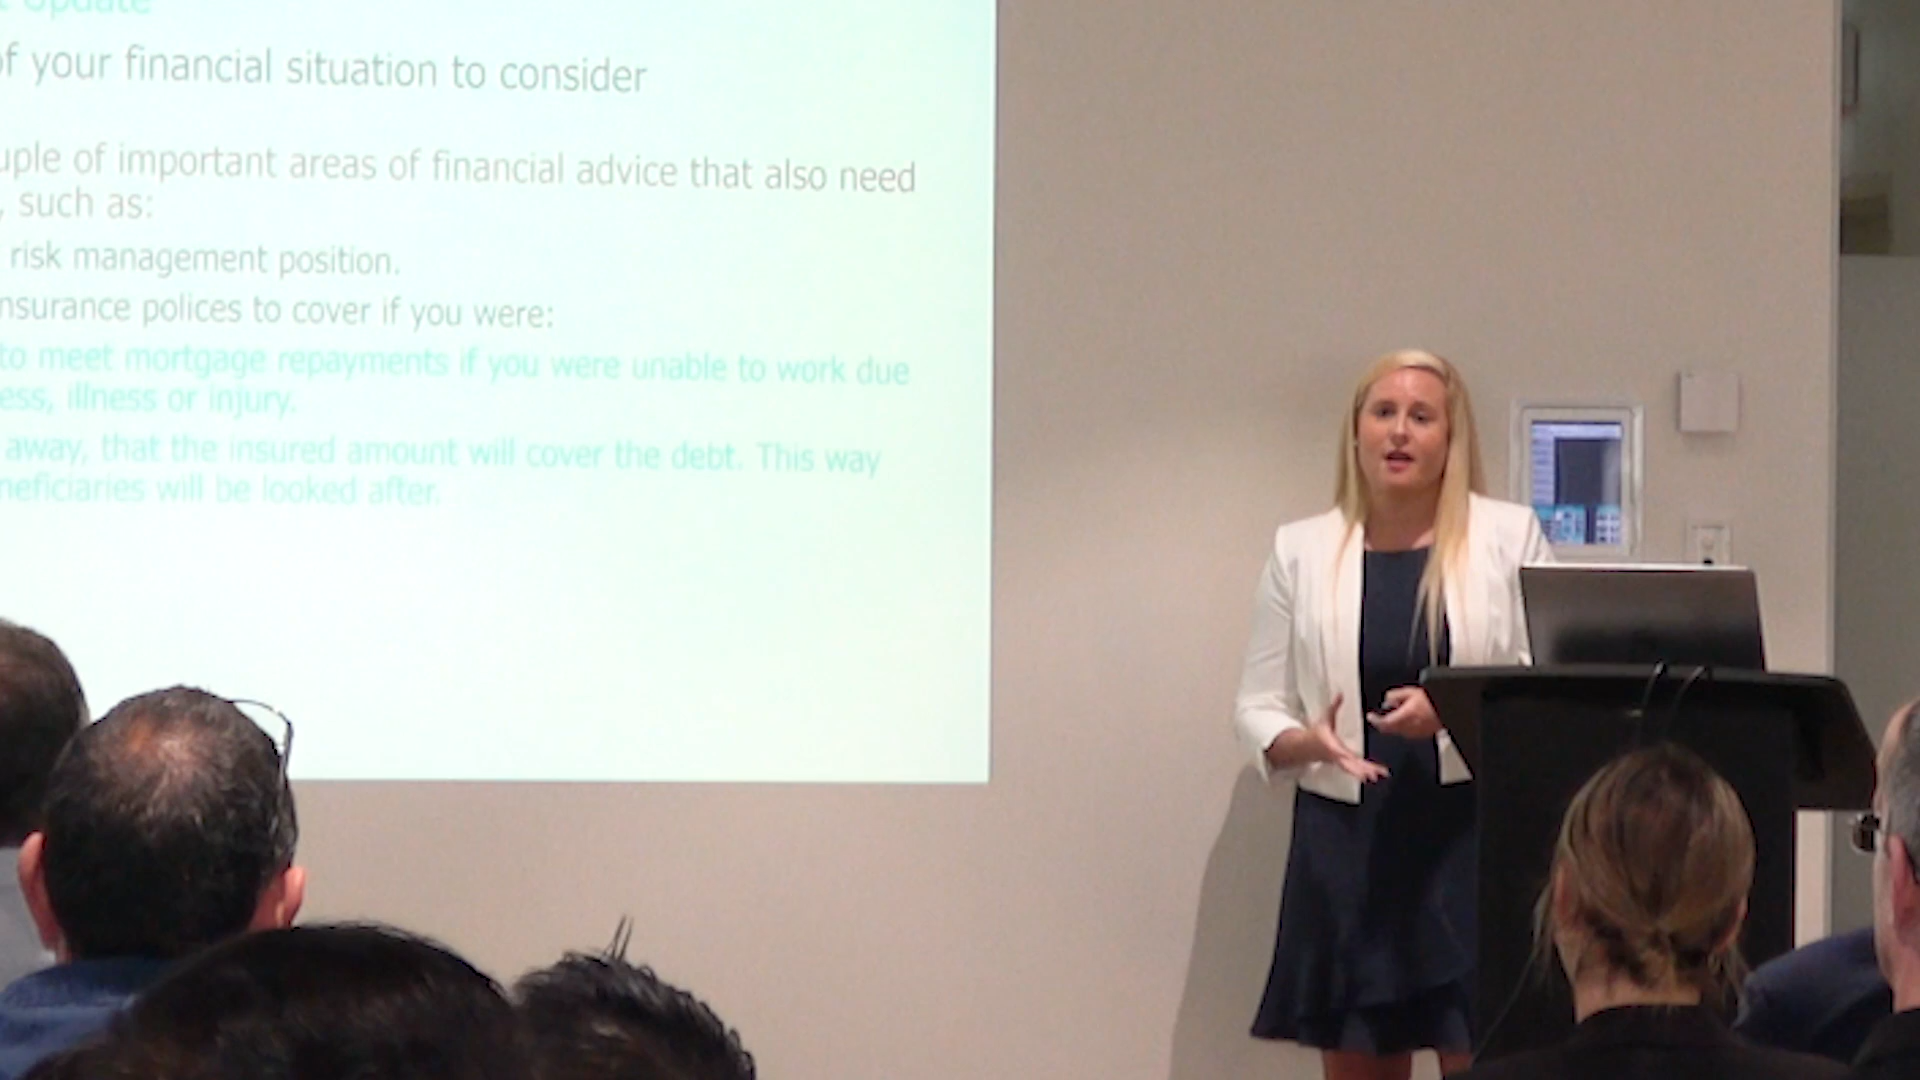 Update
of your financial situation to consider
uple of important areas of financial advice that also need
, such as:
risk management position.
nsurance polices to cover if you were:
to meet mortgage repayments if you were unable to work due
ess, illness or injury.
away, that the insured amount will cover the debt. This way
neficiaries will be looked after.